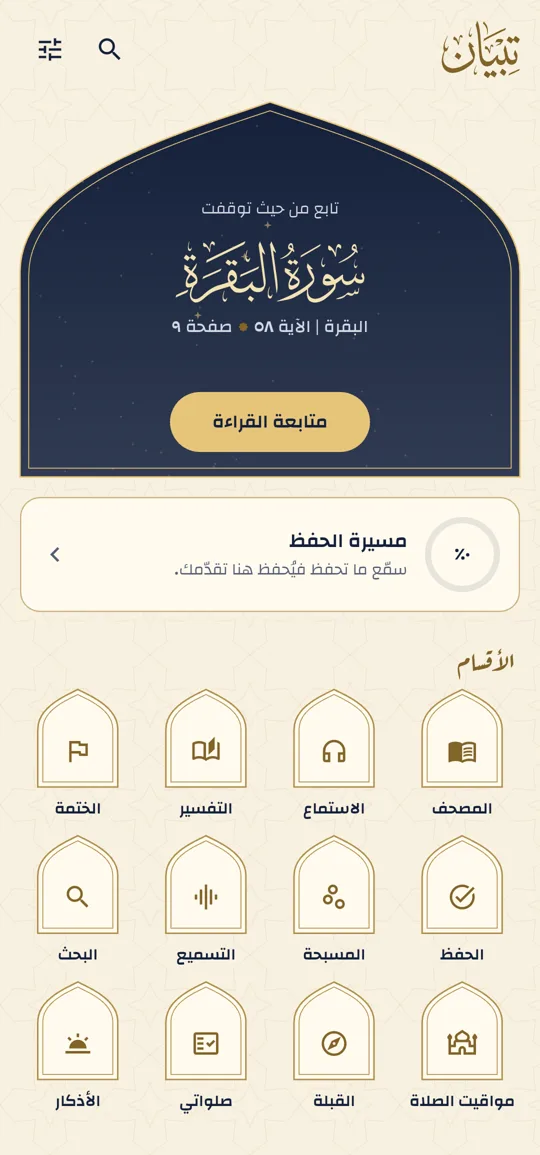 تِبْيَان
تابع من حيث توقفت
سُورَةُ البَقَرَةِ
البقرة | الآية ٥٨ ۞ صفحة ٩
متابعة القراءة
مسيرة الحفظ
٪٠
سمّع ما تحفظ فيُحفظ هنا تقدّمك.
الأقسام
المصحف الاستماع التفسير الختمة
الحفظ المسبحة التسميع البحث
مواقيت الصلاة القبلة صلواتي الأذكار